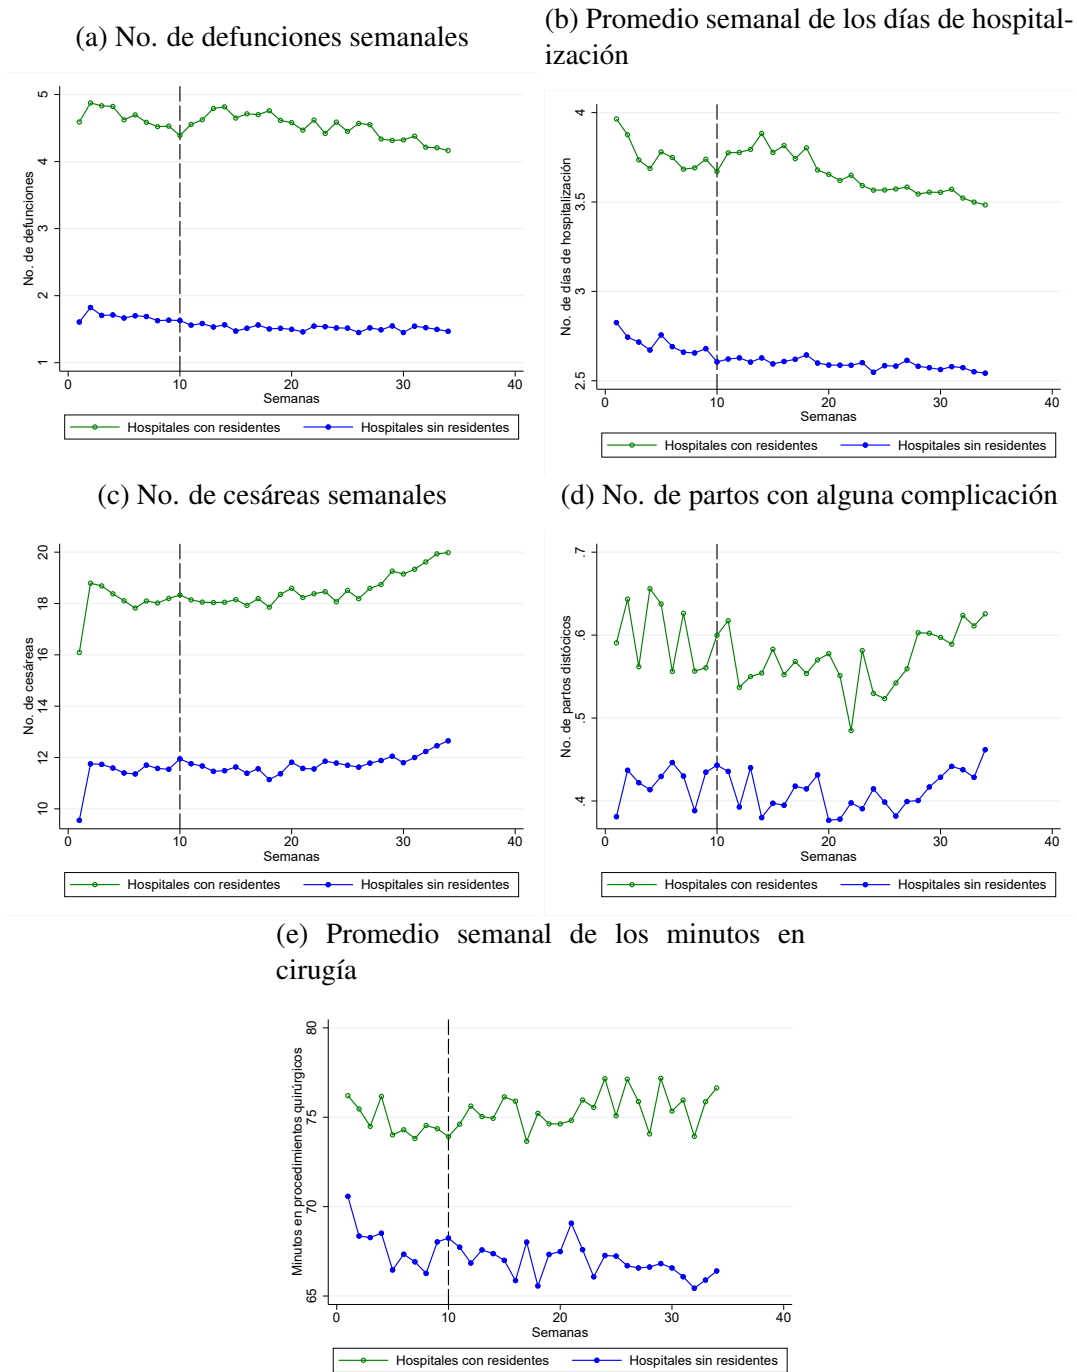 (a) No. de defunciones semanales
5
4
3
2
1
No. de defunciones
0
10
20
30
40
Semanas
Hospitales con residentes
Hospitales sin residentes
(b) Promedio semanal de los días de hospital-
ización
4
3.5
3
2.5
No. de días de hospitalización
0
10
20
30
40
Semanas
Hospitales con residentes
Hospitales sin residentes
(c) No. de cesáreas semanales
20
18
16
14
12
10
No. de cesáreas
0
10
20
30
40
Semanas
Hospitales con residentes
Hospitales sin residentes
(d) No. de partos con alguna complicación
.7
.6
.5
.4
No. de partos distócicos
0
10
20
30
40
Semanas
Hospitales con residentes
Hospitales sin residentes
(e) Promedio semanal de los minutos en
cirugía
80
75
70
65
Minutos en procedimientos quirúrgicos
0
10
20
30
40
Semanas
Hospitales con residentes
Hospitales sin residentes